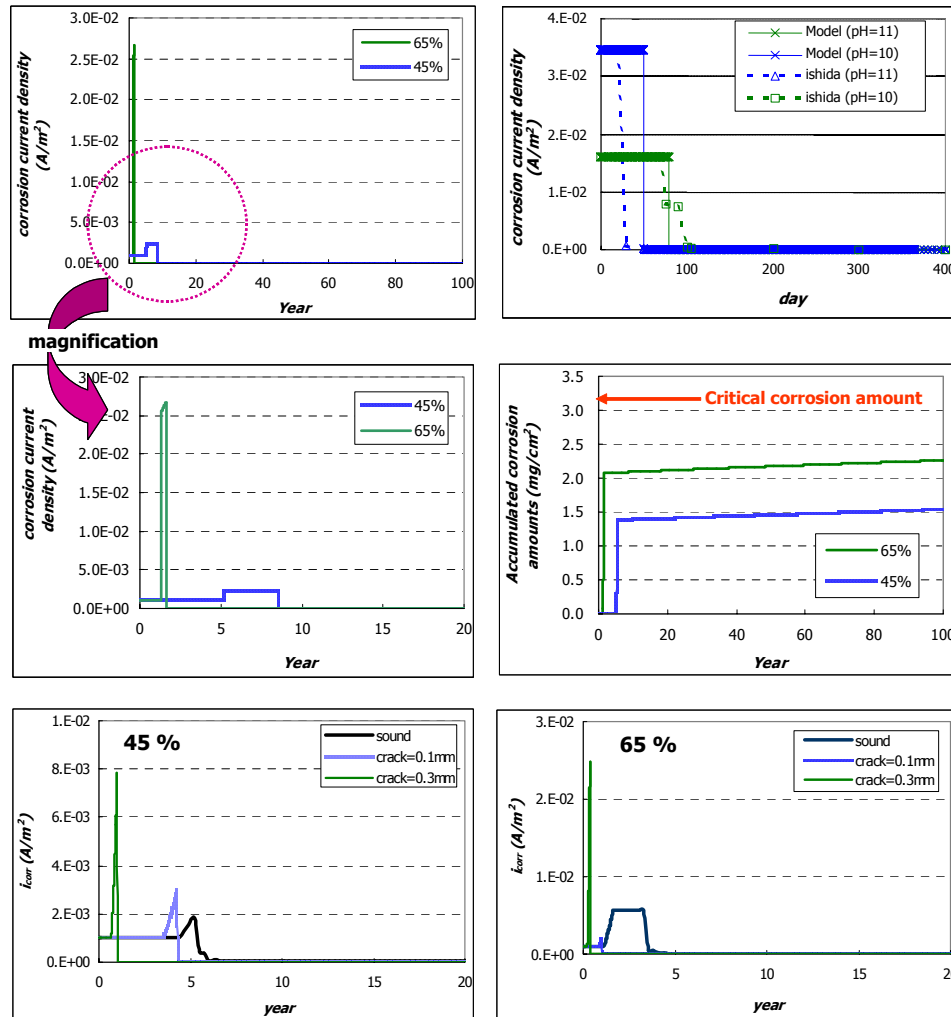 3.0E-02
2.5E-02
2.0E-02
1.5E-02
1.0E-02
5.0E-03
0.0E+00
corrosion current density
(A/m²)
65%
45%
0 20 40 60 80 100
Year
4.E-02
3.E-02
2.E-02
1.E-02
0.E+00
corrosion current density
(A/m²)
Model (pH=11)
Model (pH=10)
ishida (pH=11)
ishida (pH=10)
0 100 200 300 400
day
magnification
3.0E-02
2.5E-02
2.0E-02
1.5E-02
1.0E-02
5.0E-03
0.0E+00
corrosion current
density (A/m²)
45%
65%
0 5 10 15 20
Year
3.5
3.0
2.5
2.0
1.5
1.0
0.5
0.0
Accumulated corrosion
amounts (mg/cm²)
Critical corrosion amount
65%
45%
0 20 40 60 80 100
Year
1.E-02
8.E-03
6.E-03
4.E-03
2.E-03
0.E+00
icorr (A/m²)
45 %
sound
crack=0.1mm
crack=0.3mm
0 5 10 15 20
year
3.E-02
2.E-02
1.E-02
0.E+00
icorr (A/m²)
65 %
sound
crack=0.1mm
crack=0.3mm
0 5 10 15 20
year